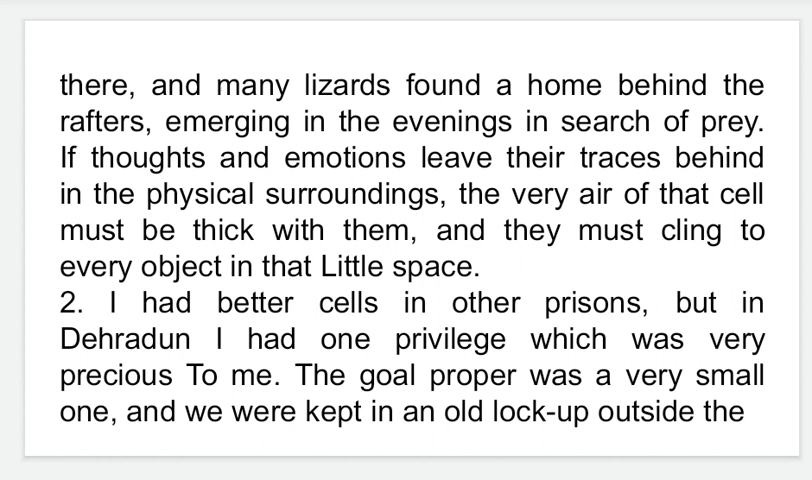 there, and many lizards found a home behind the
rafters, emerging in the evenings in search of prey.
If thoughts and emotions leave their traces behind
in the physical surroundings, the very air of that cell
must be thick with them, and they must cling to
every object in that Little space.
2. I had better cells in other prisons, but in
Dehradun I had one privilege which was very
precious To me. The goal proper was a very small
one, and we were kept in an old lock-up outside the